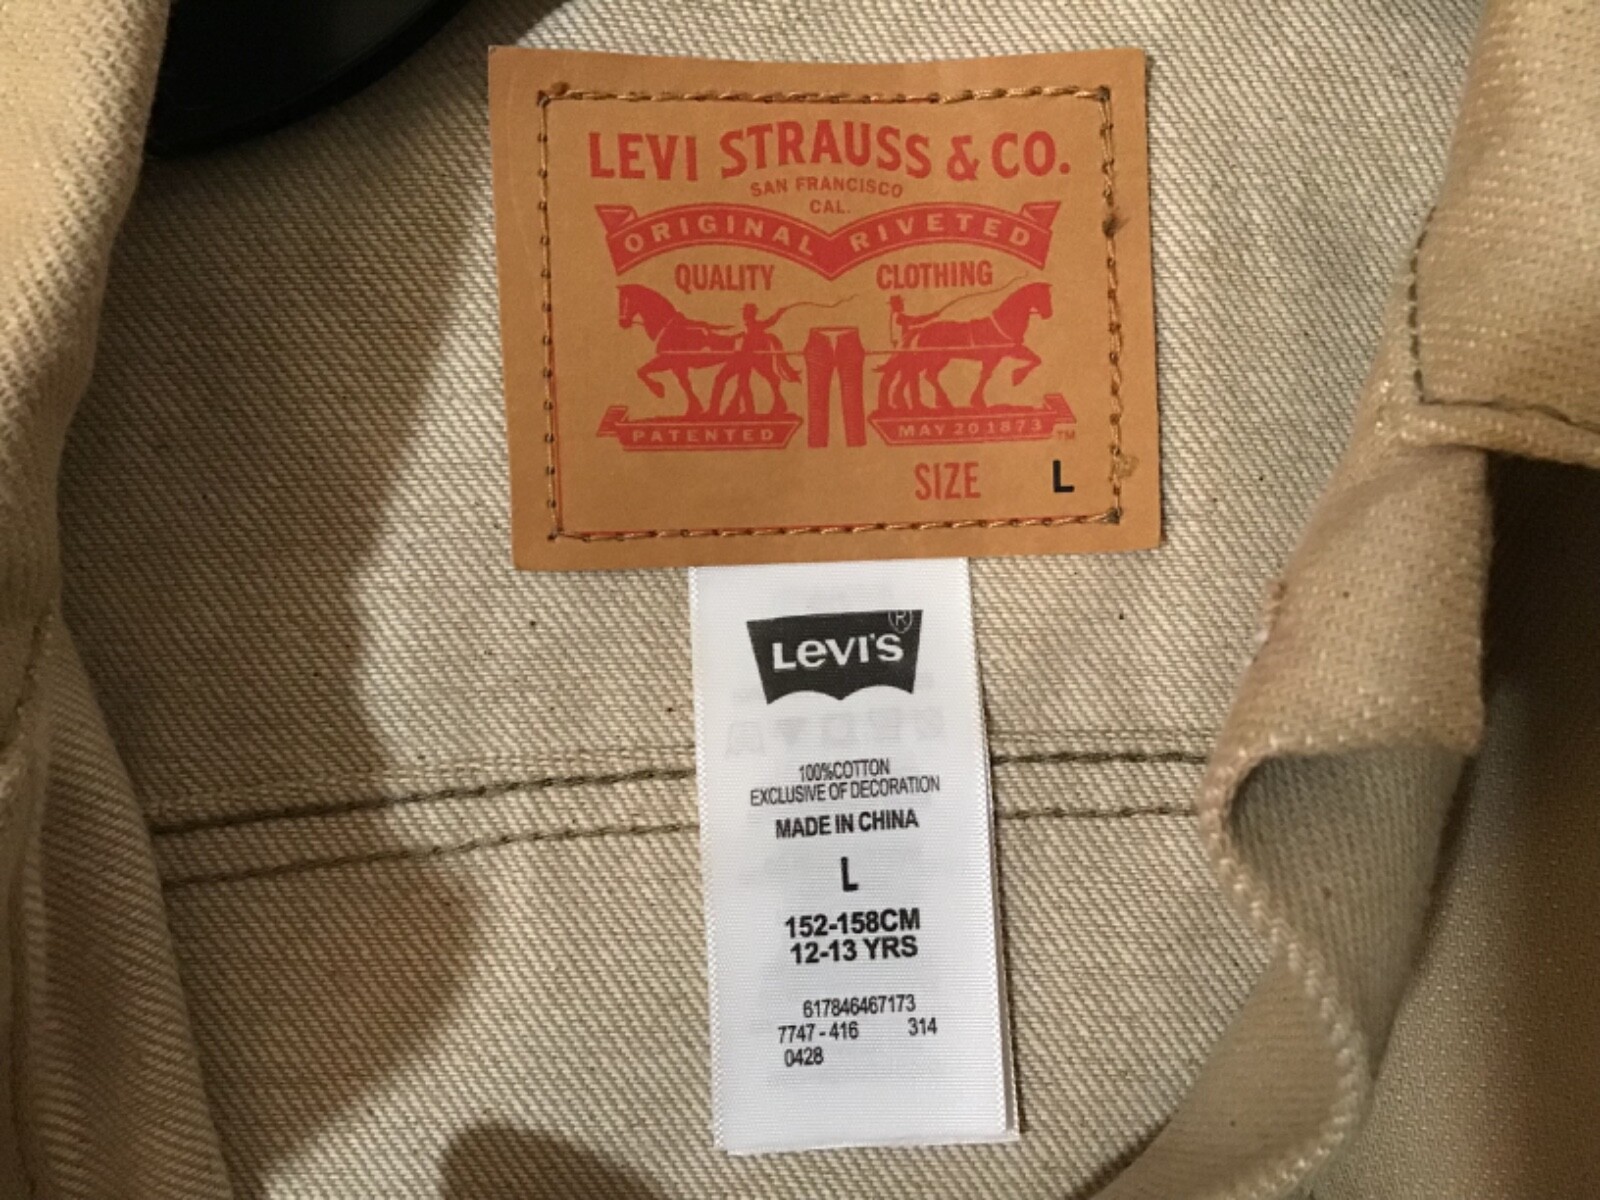 LEVI STRAUSS & CO.
SAN FRANCISCO
CAL.
ORIGINAL RIVETED
QUALITY CLOTHING
PATENTED MAY 20 1873 TM
SIZE L
Levi's ®
100%COTTON
EXCLUSIVE OF DECORATION
MADE IN CHINA
L
152-158CM
12-13 YRS
617846467173
7747-416 314
0428